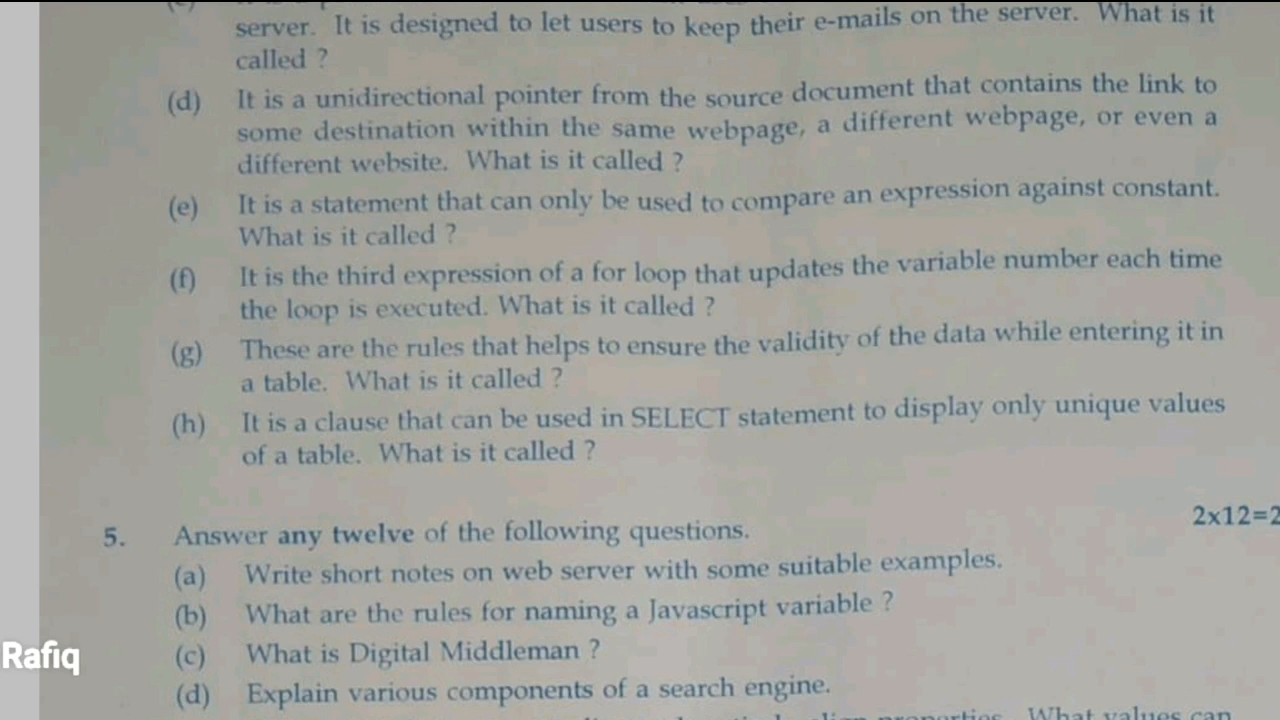 server. It is designed to let users to keep their e-mails on the server. What is it
called ?
(d) It is a unidirectional pointer from the source document that contains the link to
some destination within the same webpage, a different webpage, or even a
different website. What is it called ?
(e) It is a statement that can only be used to compare an expression against constant.
What is it called ?
(f) It is the third expression of a for loop that updates the variable number each time
the loop is executed. What is it called ?
(g) These are the rules that helps to ensure the validity of the data while entering it in
a table. What is it called ?
(h) It is a clause that can be used in SELECT statement to display only unique values
of a table. What is it called ?
5. Answer any twelve of the following questions. 2x12=2
(a) Write short notes on web server with some suitable examples.
(b) What are the rules for naming a Javascript variable ?
(c) What is Digital Middleman ?
Rafiq
(d) Explain various components of a search engine.
properties. What values can